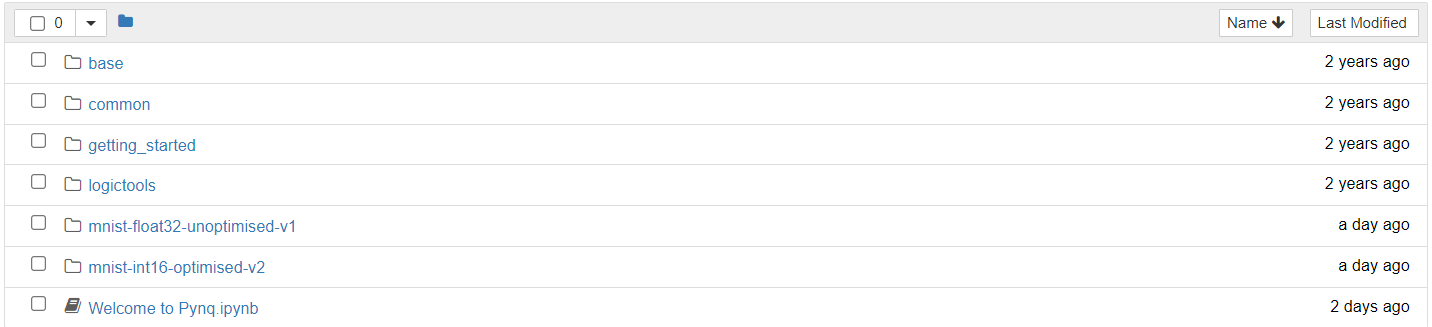 0 Name Last Modified
base 2 years ago
common 2 years ago
getting_started 2 years ago
logictools 2 years ago
mnist-float32-unoptimised-v1 a day ago
mnist-int16-optimised-v2 a day ago
Welcome to Pynq.ipynb 2 days ago